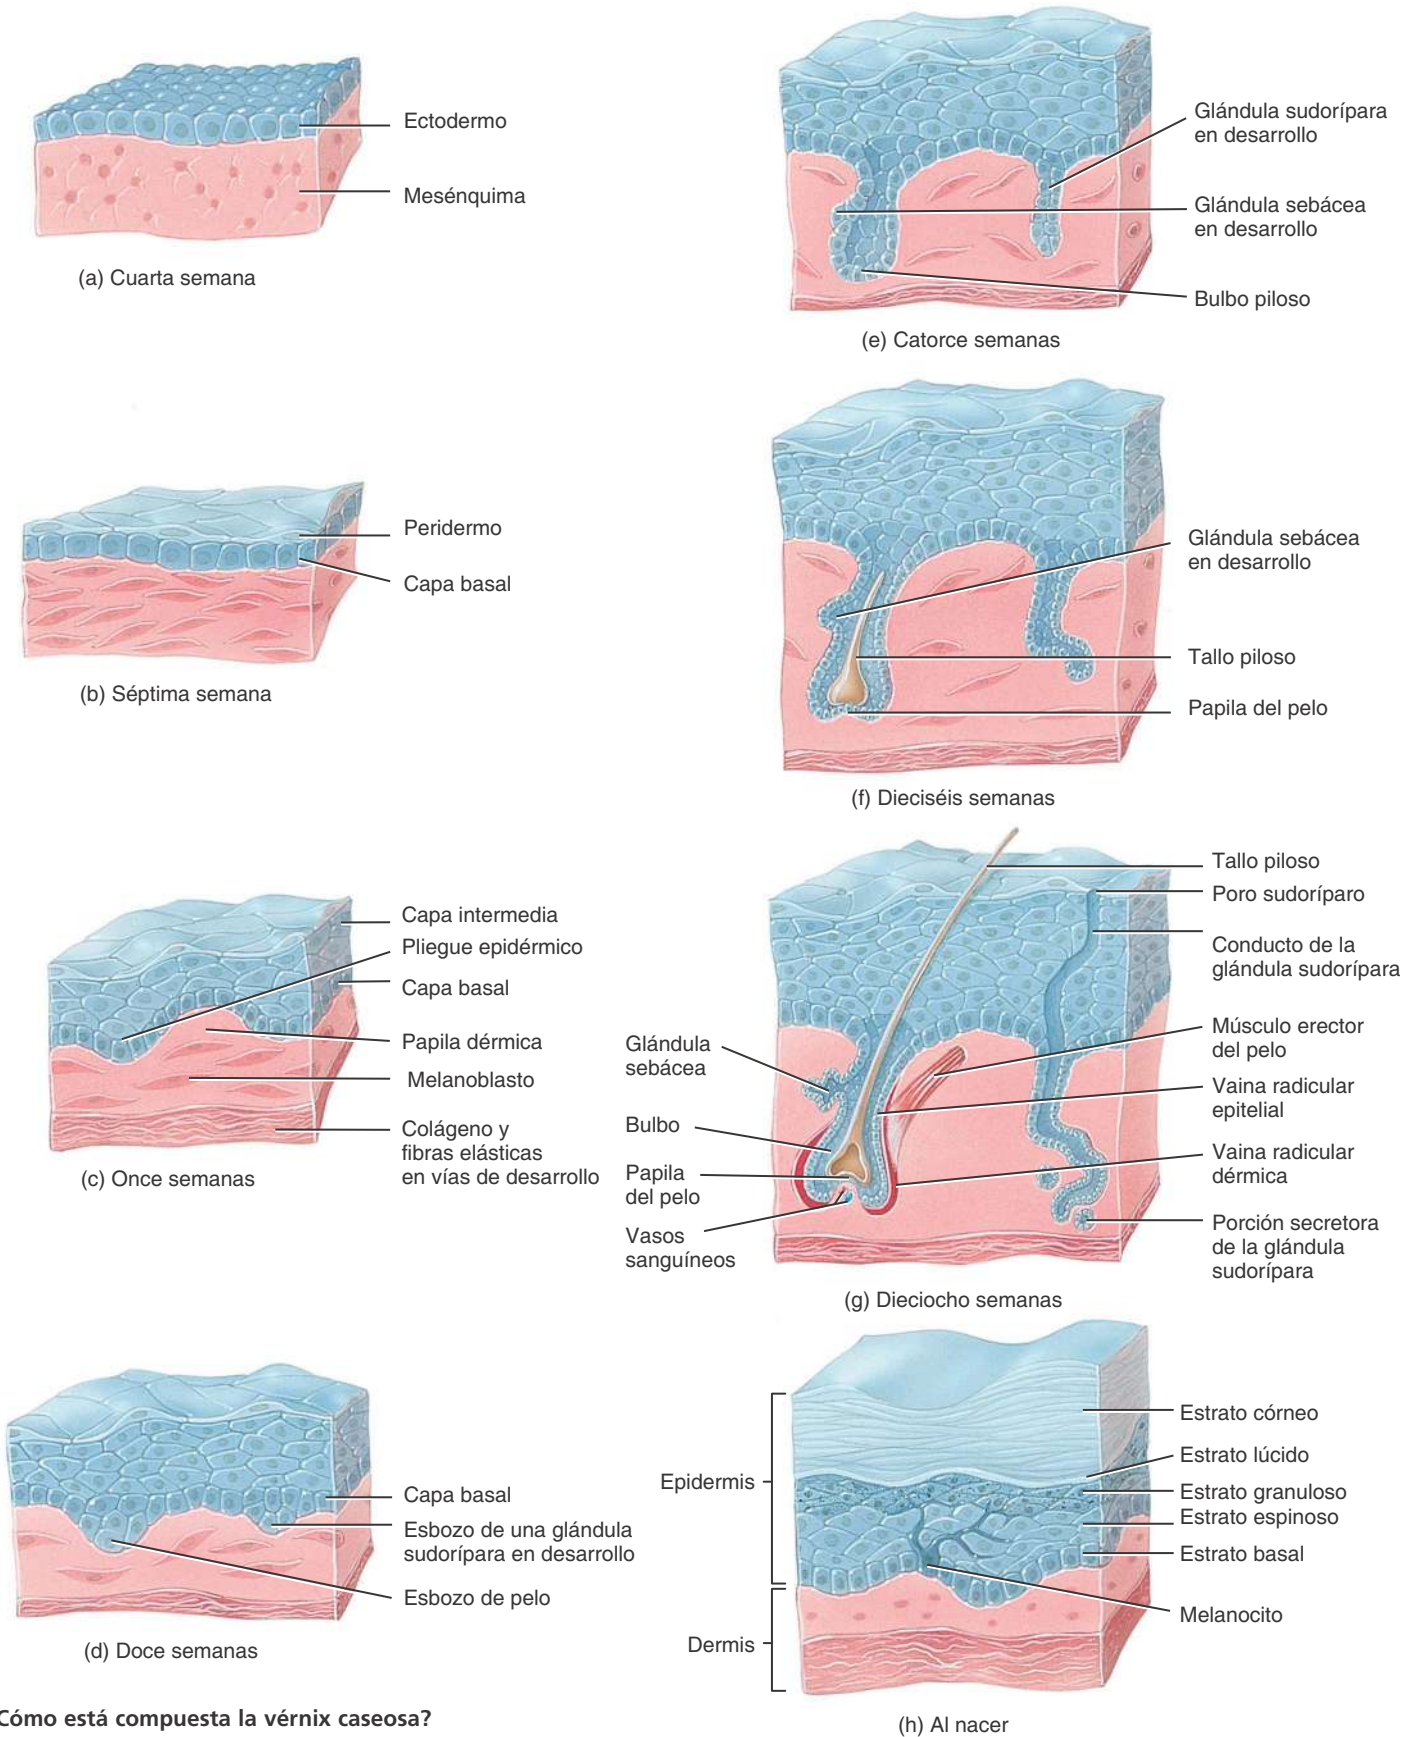 Ectodermo
Mesénquima
(a) Cuarta semana
Peridermo
Capa basal
(b) Séptima semana
Capa intermedia
Pliegue epidérmico
Capa basal
Papila dérmica
Melanoblasto
Colágeno y
fibras elásticas
en vías de desarrollo
(c) Once semanas
Capa basal
Esbozo de una glándula
sudorípara en desarrollo
Esbozo de pelo
(d) Doce semanas
Cómo está compuesta la vérnix caseosa?
Glándula sudorípara
en desarrollo
Glándula sebácea
en desarrollo
Bulbo piloso
(e) Catorce semanas
Glándula sebácea
en desarrollo
Tallo piloso
Papila del pelo
(f) Dieciséis semanas
Tallo piloso
Poro sudoríparo
Conducto de la
glándula sudorípara
Músculo erector
del pelo
Vaina radicular
epitelial
Vaina radicular
dérmica
Porción secretora
de la glándula
sudorípara
Glándula
sebácea
Bulbo
Papila
del pelo
Vasos
sanguíneos
(g) Dieciocho semanas
Epidermis
Dermis
Estrato córneo
Estrato lúcido
Estrato granuloso
Estrato espinoso
Estrato basal
Melanocito
(h) Al nacer